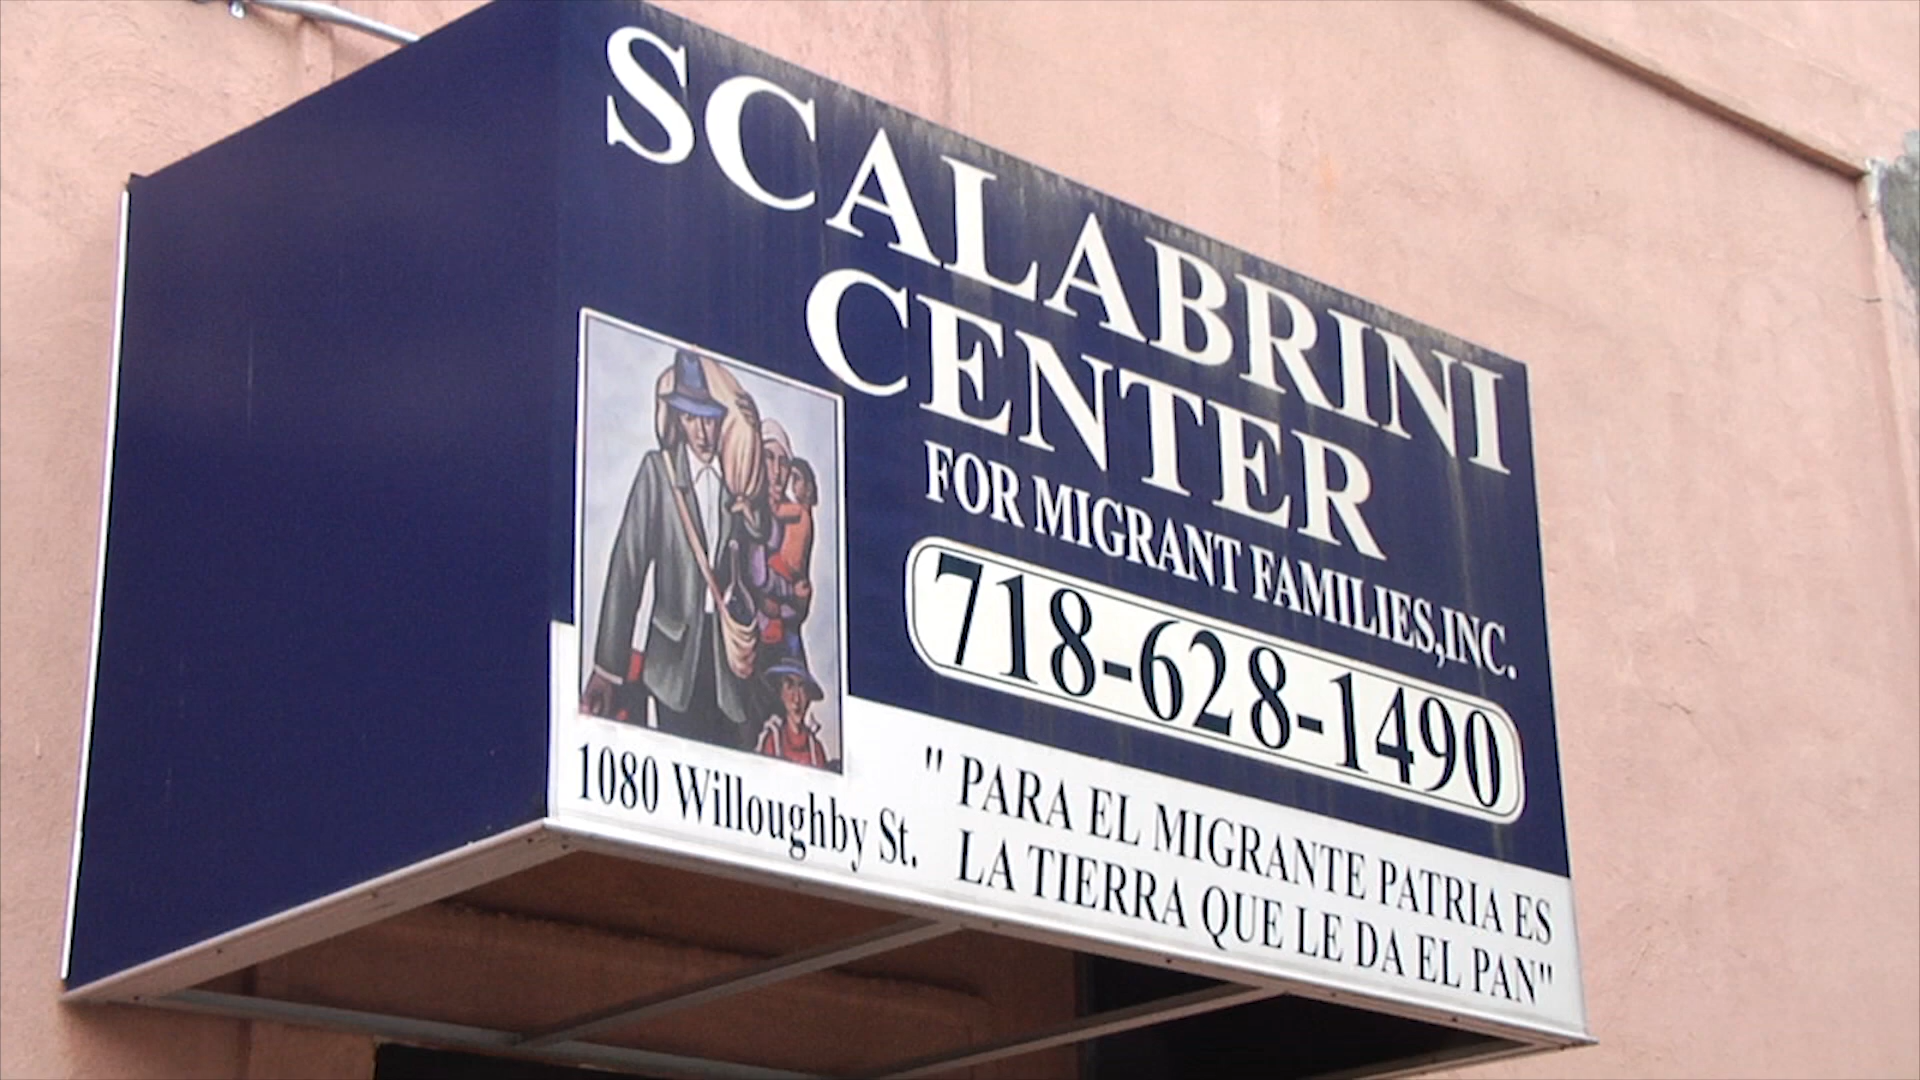 SCALABRINI
CENTER
FOR MIGRANT FAMILIES,INC.
718-628-1490
1080 Willoughby St.
" PARA EL MIGRANTE PATRIA ES
LA TIERRA QUE LE DA EL PAN"